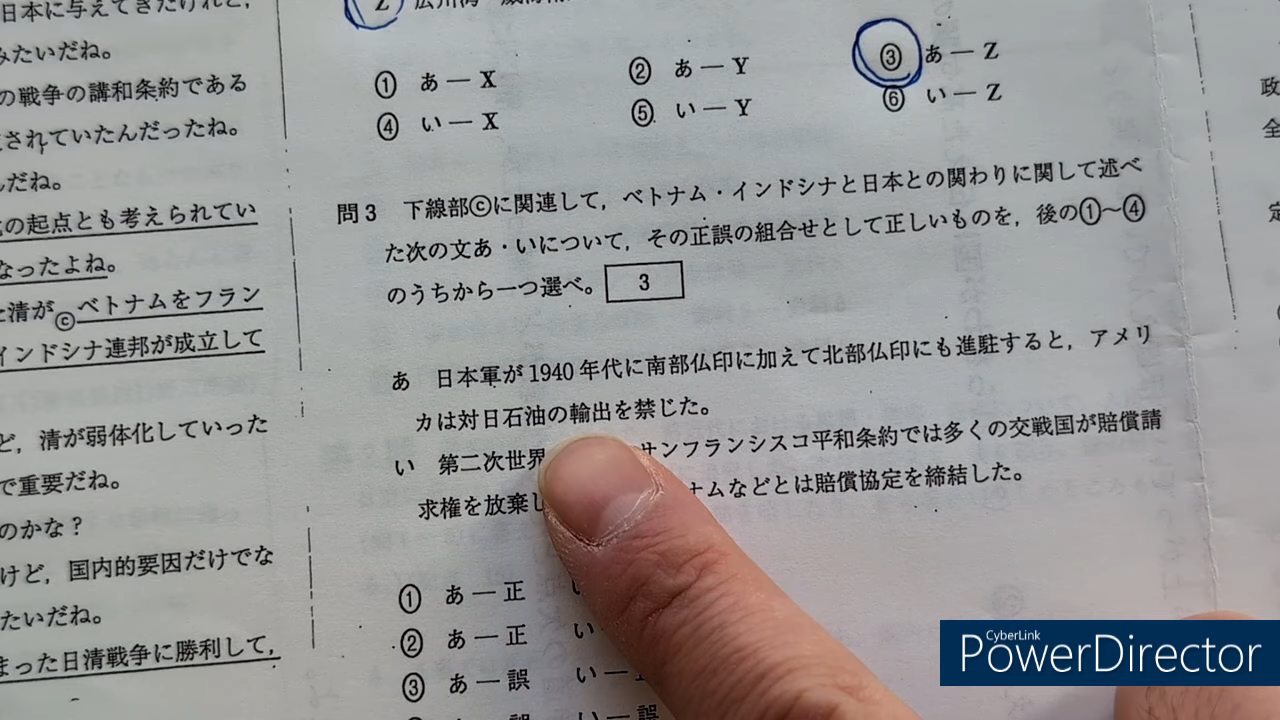 日本に与えてきたけれど,
みたいだね。
の戦争の講和条約である
されていたんだったね。
んだね。
の起点とも考えられてい
なったよね。
清がⓒベトナムをフラン
インドシナ連邦が成立して
ど，清が弱体化していった
で重要だね。
のかな？
けど，国内的要因だけでな
たいだね。
まった日清戦争に勝利して，
Z 広州湾
① あ ― X ② あ ― Y ③ あ ― Z
④ い ― X ⑤ い ― Y ⑥ い ― Z
問3 下線部ⓒに関連して，ベトナム・インドシナと日本との関わりに関して述べ
た次の文あ・いについて，その正誤の組合せとして正しいものを，後の①～④
のうちから一つ選べ。 3
あ 日本軍が1940年代に南部仏印に加えて北部仏印にも進駐すると，アメリ
カは対日石油の輸出を禁じた。
い 第二次世界 サンフランシスコ平和条約では多くの交戦国が賠償請
求権を放棄し ナムなどとは賠償協定を締結した。
① あ ― 正
② あ ― 正 い
③ あ ― 誤 い ―
い ― 誤
政
全
定
CyberLink
PowerDirector